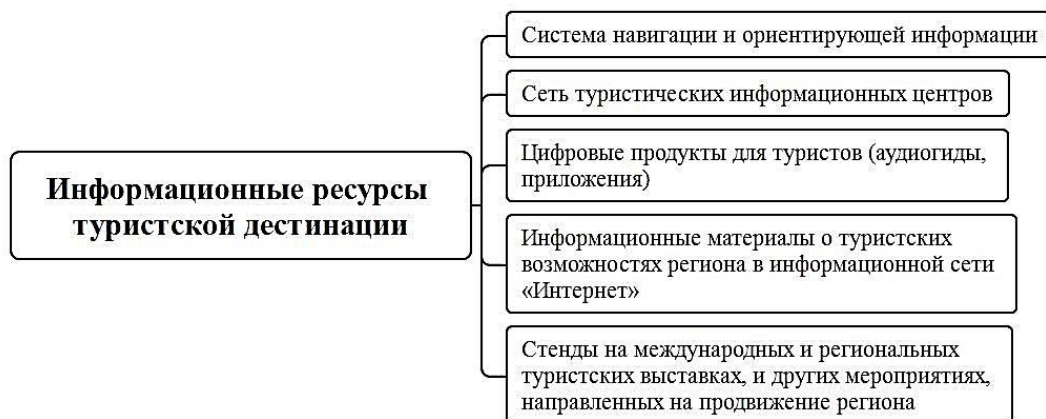 Информационные ресурсы
туристской дестинации
Система навигации и ориентирующей информации
Сеть туристических информационных центров
Цифровые продукты для туристов (аудиогиды,
приложения)
Информационные материалы о туристских
возможностях региона в информационной сети
«Интернет»
Стенды на международных и региональных
туристских выставках, и других мероприятиях,
направленных на продвижение региона